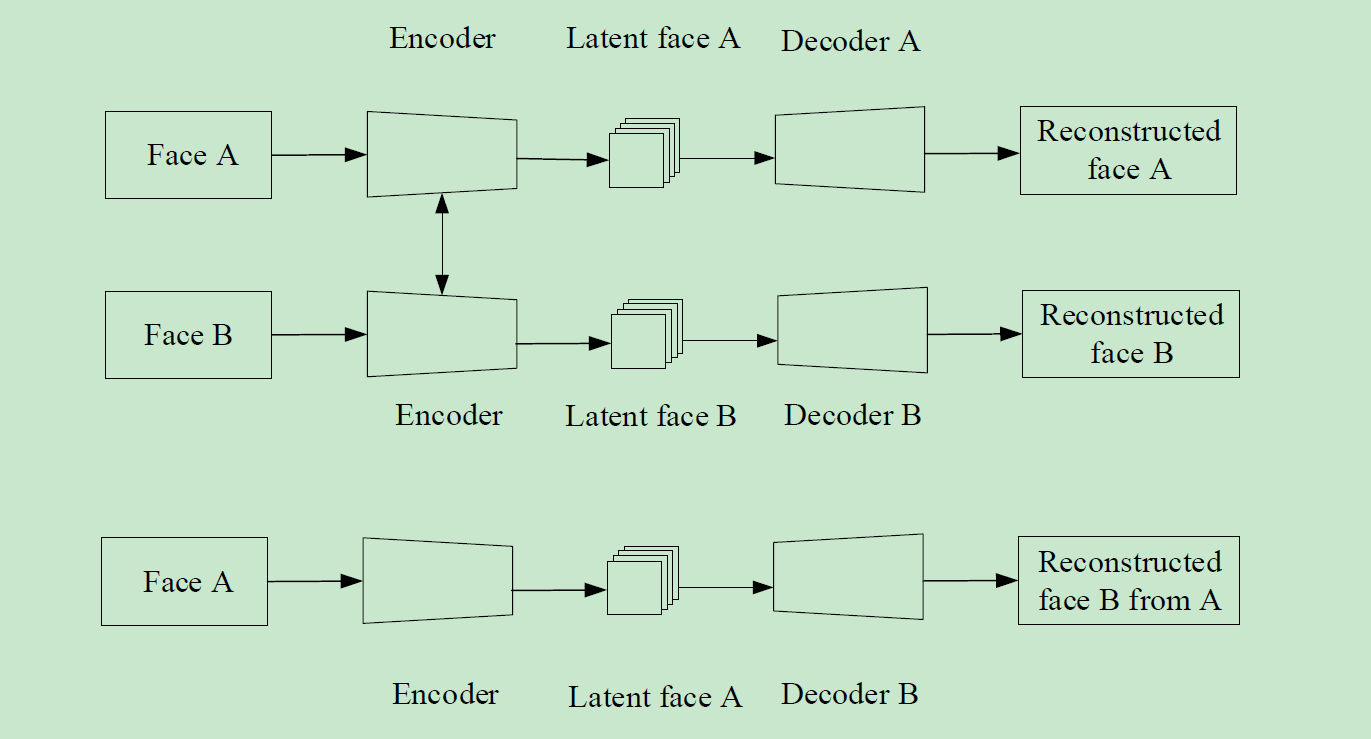 Encoder
Latent face A
Decoder A
Face A
Reconstructed
face A
Face B
Reconstructed
face B
Encoder
Latent face B
Decoder B
Face A
Reconstructed
face B from A
Encoder
Latent face A
Decoder B